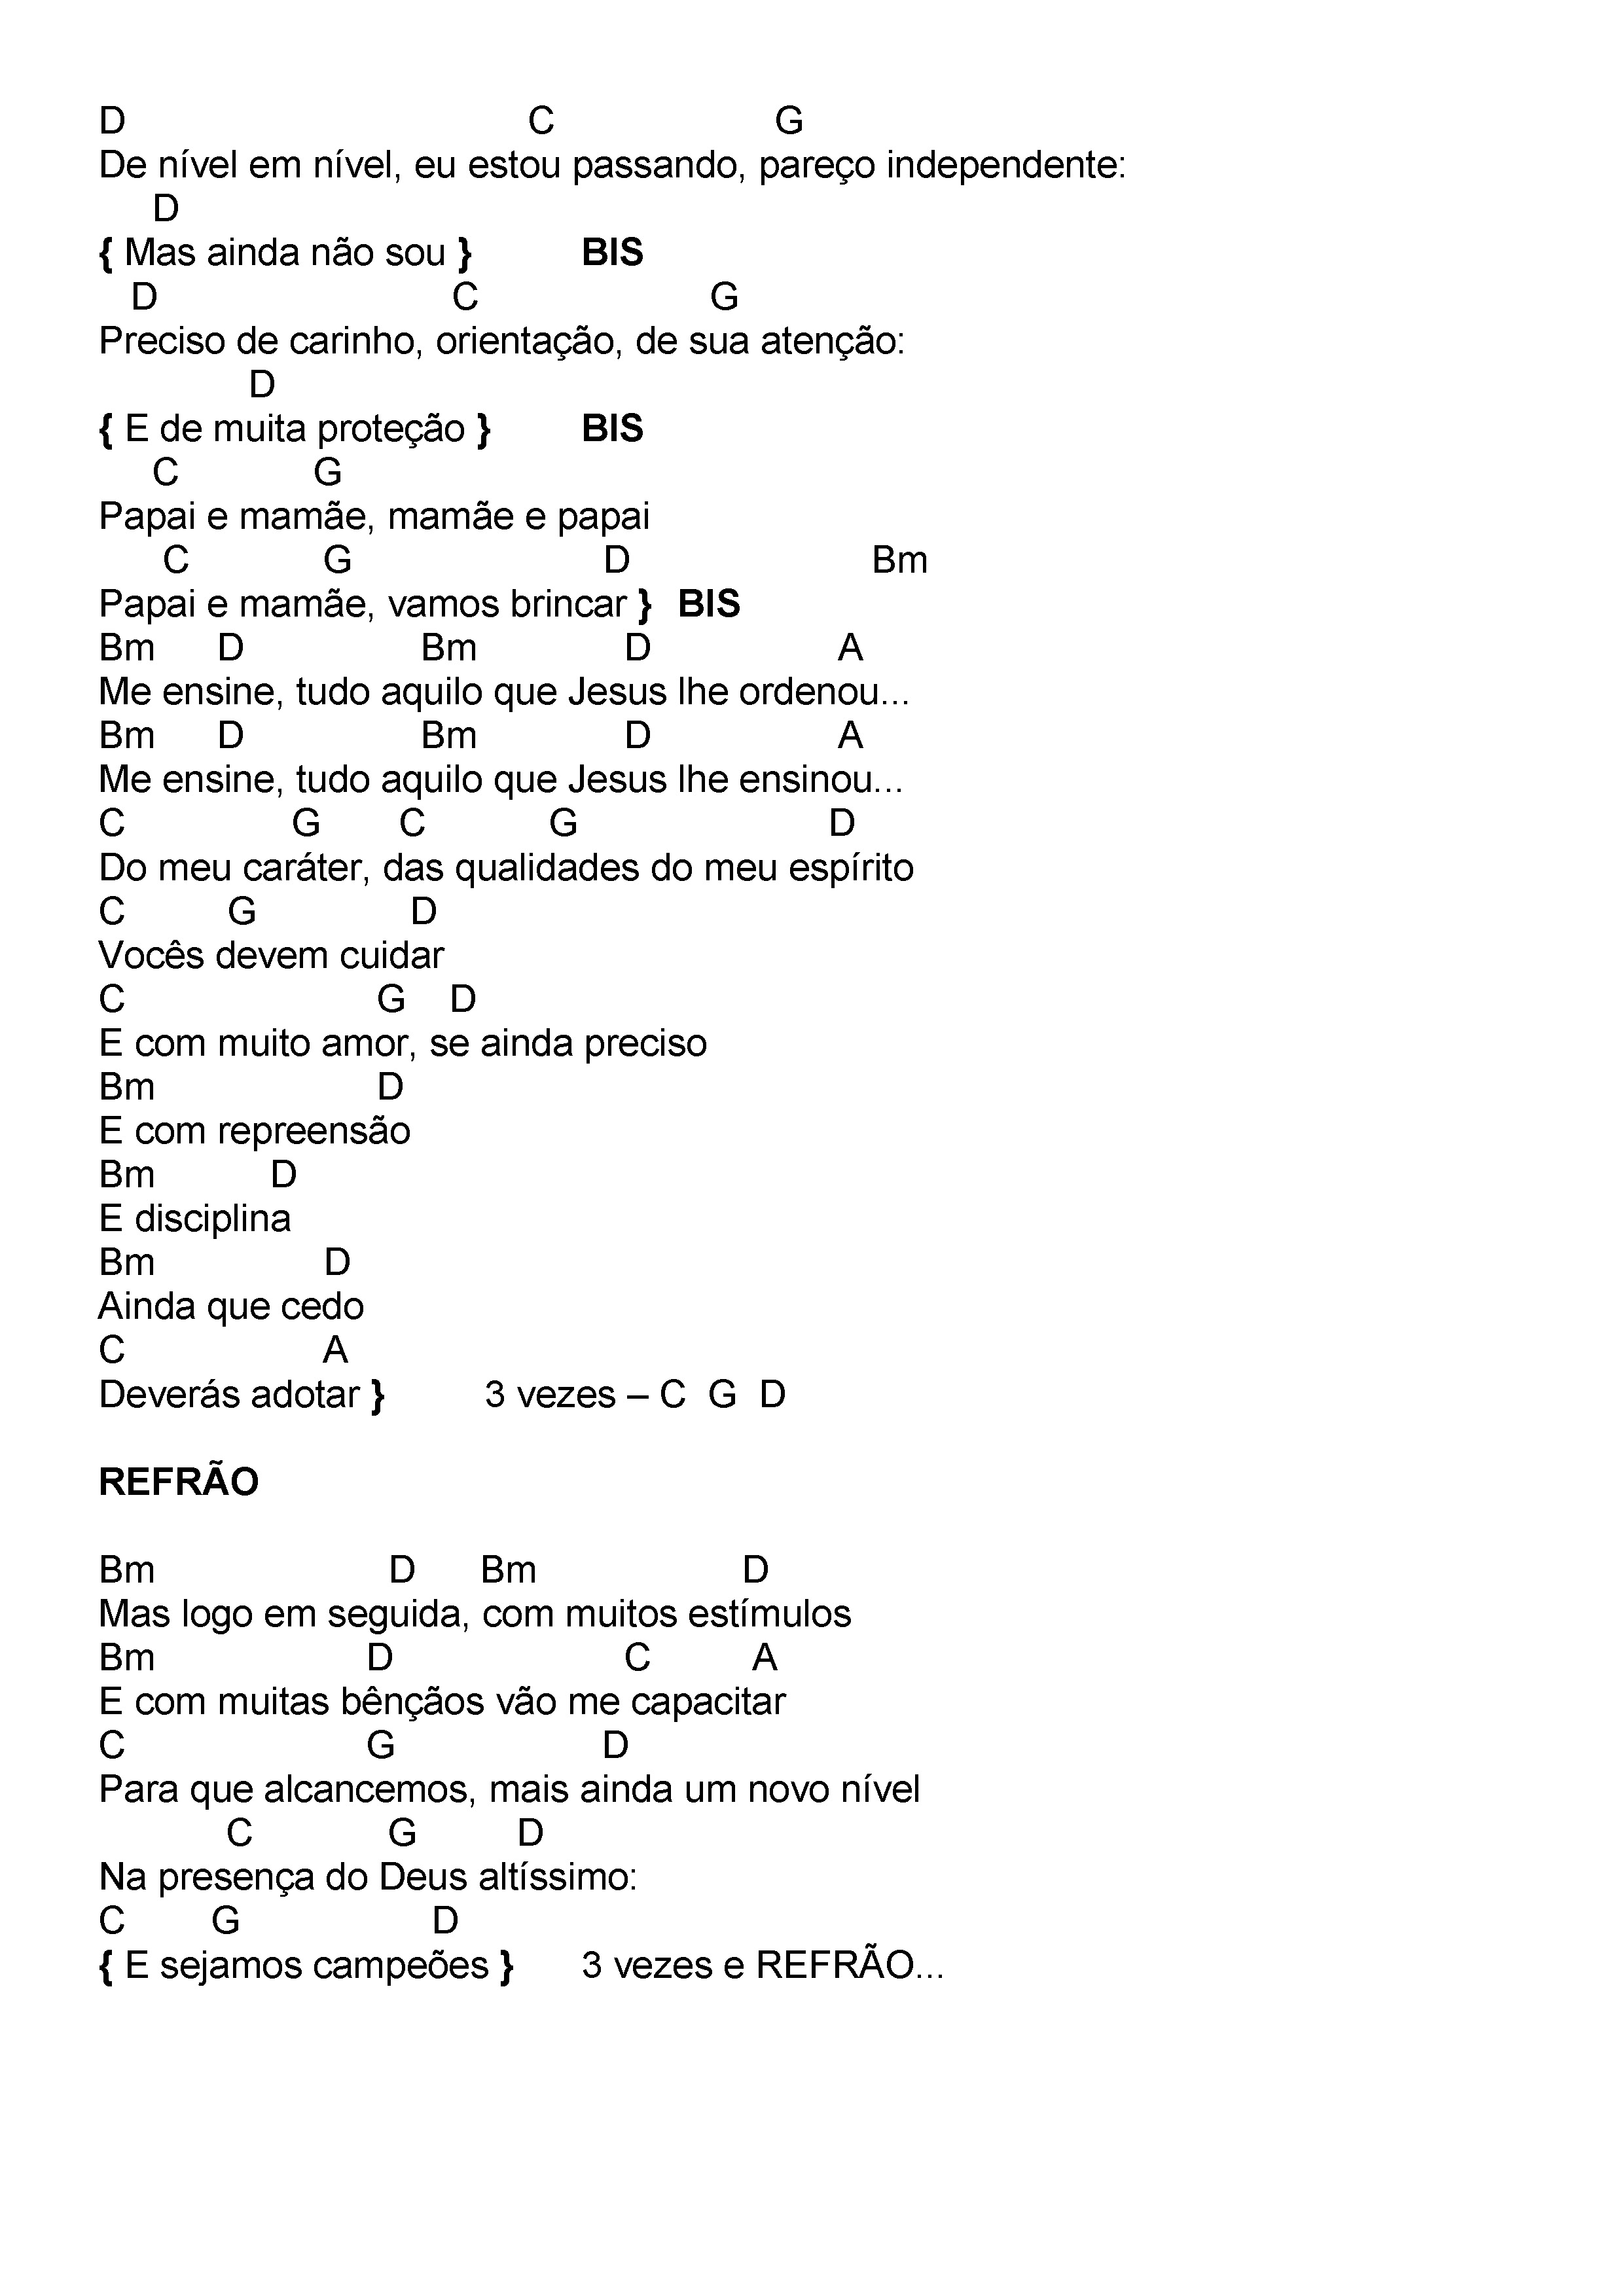 D C G
De nível em nível, eu estou passando, pareço independente:
D
{ Mas ainda não sou } BIS
D C G
Preciso de carinho, orientação, de sua atenção:
D
{ E de muita proteção } BIS
C G
Papai e mamãe, mamãe e papai
C G D Bm
Papai e mamãe, vamos brincar } BIS
Bm D Bm D A
Me ensine, tudo aquilo que Jesus lhe ordenou...
Bm D Bm D A
Me ensine, tudo aquilo que Jesus lhe ensinou...
C G C G D
Do meu caráter, das qualidades do meu espírito
C G D
Vocês devem cuidar
C G D
E com muito amor, se ainda preciso
Bm D
E com repreensão
Bm D
E disciplina
Bm D
Ainda que cedo
C A
Deverás adotar } 3 vezes – C G D
REFRÃO
Bm D Bm D
Mas logo em seguida, com muitos estímulos
Bm D C A
E com muitas bênçãos vão me capacitar
C G D
Para que alcancemos, mais ainda um novo nível
C G D
Na presença do Deus altíssimo:
C G D
{ E sejamos campeões } 3 vezes e REFRÃO...